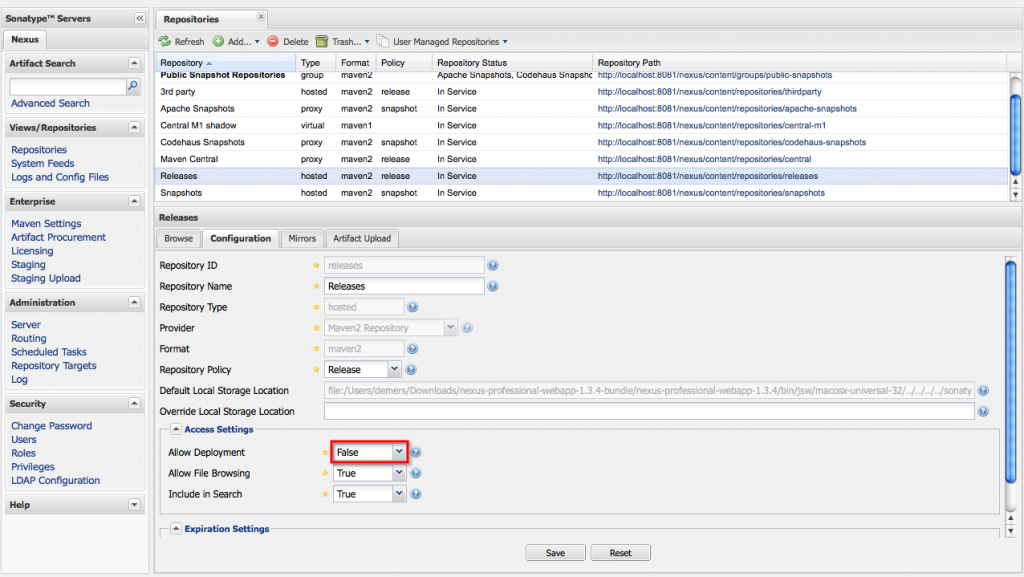 Sonatype™ Servers
Nexus
Artifact Search
Advanced Search
Views/Repositories
Repositories
System Feeds
Logs and Config Files
Enterprise
Maven Settings
Artifact Procurement
Licensing
Staging
Staging Upload
Administration
Server
Routing
Scheduled Tasks
Repository Targets
Log
Security
Change Password
Users
Roles
Privileges
LDAP Configuration
Help
Repositories
Refresh Add... Delete Trash... User Managed Repositories
Repository Type Format Policy Repository Status Repository Path
Public Snapshot Repositories group maven2 Apache Snapshots, Codehaus Snapsho http://localhost:8081/nexus/content/groups/public-snapshots
3rd party hosted maven2 release In Service http://localhost:8081/nexus/content/repositories/thirdparty
Apache Snapshots proxy maven2 snapshot In Service http://localhost:8081/nexus/content/repositories/apache-snapshots
Central M1 shadow virtual maven1 In Service http://localhost:8081/nexus/content/repositories/central-m1
Codehaus Snapshots proxy maven2 snapshot In Service http://localhost:8081/nexus/content/repositories/codehaus-snapshots
Maven Central proxy maven2 release In Service http://localhost:8081/nexus/content/repositories/central
Releases hosted maven2 release In Service http://localhost:8081/nexus/content/repositories/releases
Snapshots hosted maven2 snapshot In Service http://localhost:8081/nexus/content/repositories/snapshots
Releases
Browse Configuration Mirrors Artifact Upload
Repository ID releases
Repository Name Releases
Repository Type hosted
Provider Maven2 Repository
Format maven2
Repository Policy Release
Default Local Storage Location file:/Users/demers/Downloads/nexus-professional-webapp-1.3.4-bundle/nexus-professional-webapp-1.3.4/bin/jsw/macosx-universal-32/../../../../sonaty
Override Local Storage Location
Access Settings
Allow Deployment False
Allow File Browsing True
Include in Search True
Expiration Settings
Save Reset